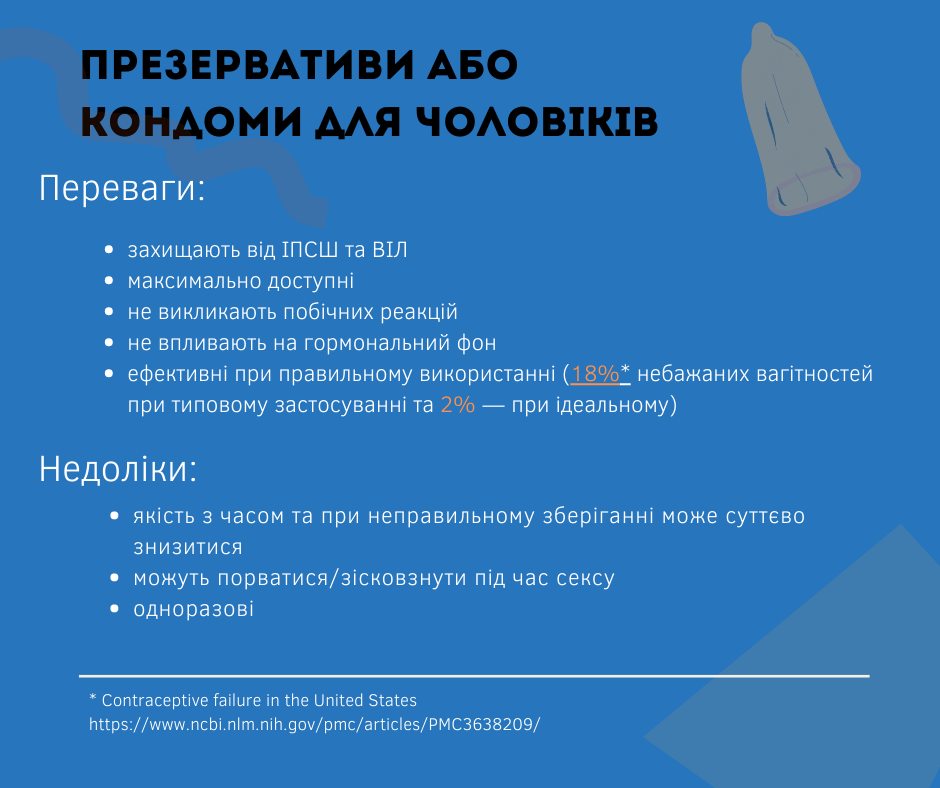 ПРЕЗЕРВАТИВИ АБО
КОНДОМИ ДЛЯ ЧОЛОВІКІВ
Переваги:
• захищають від ІПСШ та ВІЛ
• максимально доступні
• не викликають побічних реакцій
• не впливають на гормональний фон
• ефективні при правильному використанні (18%* небажаних вагітностей
при типовому застосуванні та 2% — при ідеальному)
Недоліки:
• якість з часом та при неправильному зберіганні може суттєво
знизитися
• можуть порватися/зісковзнути під час сексу
• одноразові
* Contraceptive failure in the United States
https://www.ncbi.nlm.nih.gov/pmc/articles/PMC3638209/